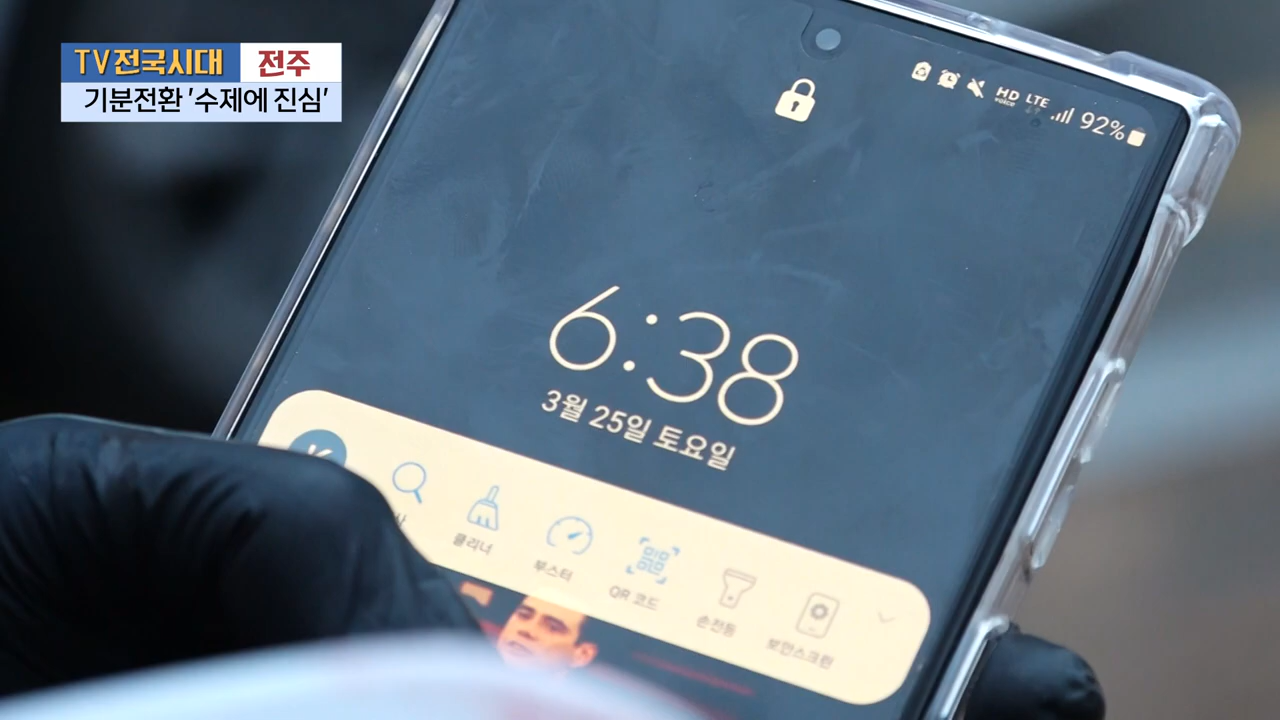 TV전국시대 전주
기분전환 '수제에 진심'
HD voice LTE 92%
6:38
3월 25일 토요일
클리너
부스터
QR 코드
손전등
보안스크린